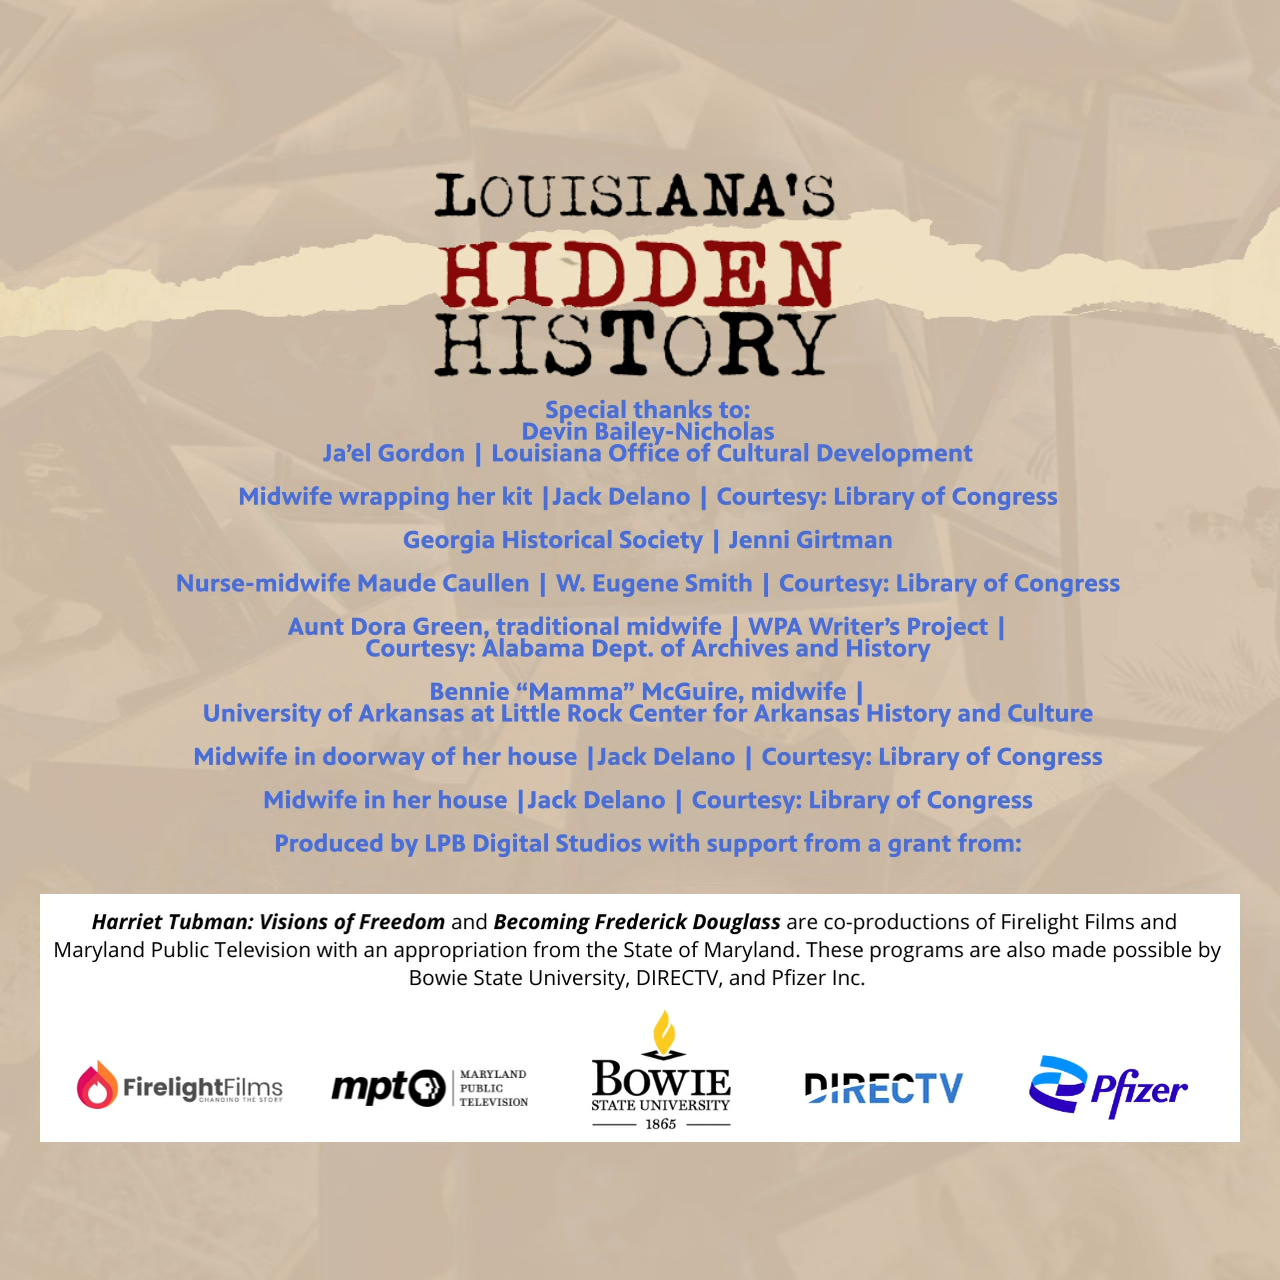 LOUISIANA'S
HIDDEN
HISTORY
Special thanks to:
Devin Bailey-Nicholas
Ja’el Gordon | Louisiana Office of Cultural Development
Midwife wrapping her kit |Jack Delano | Courtesy: Library of Congress
Georgia Historical Society | Jenni Girtman
Nurse-midwife Maude Caullen | W. Eugene Smith | Courtesy: Library of Congress
Aunt Dora Green, traditional midwife | WPA Writer’s Project |
Courtesy: Alabama Dept. of Archives and History
Bennie “Mamma” McGuire, midwife |
University of Arkansas at Little Rock Center for Arkansas History and Culture
Midwife in doorway of her house |Jack Delano | Courtesy: Library of Congress
Midwife in her house |Jack Delano | Courtesy: Library of Congress
Produced by LPB Digital Studios with support from a grant from:
Harriet Tubman: Visions of Freedom and Becoming Frederick Douglass are co-productions of Firelight Films and
Maryland Public Television with an appropriation from the State of Maryland. These programs are also made possible by
Bowie State University, DIRECTV, and Pfizer Inc.
FirelightFilms
CHANGING THE STORY
mpt
MARYLAND
PUBLIC
TELEVISION
BOWIE
STATE UNIVERSITY
1865
DIRECTV
Pfizer